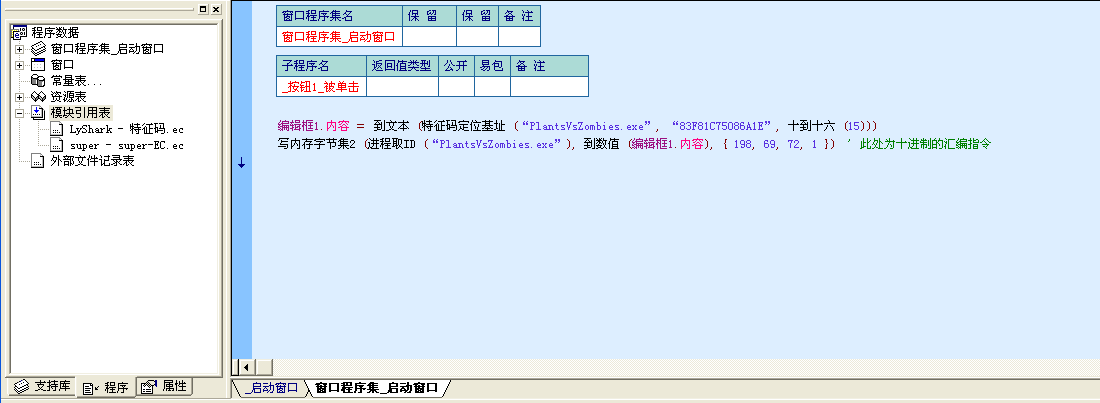 程序数据
窗口程序集_启动窗口
窗口
常量表...
资源表
模块引用表
LyShark - 特征码.ec
super - super-EC.ec
外部文件记录表
支持库 程序 属性
窗口程序集名 保 留 保 留 备 注
窗口程序集_启动窗口
子程序名 返回值类型 公开 易包 备 注
_按钮1_被单击
编辑框1.内容 = 到文本 (特征码定位基址 (“PlantsVsZombies.exe”, “83F81C75086A1E”, 十到十六 (15)))
写内存字节集2 (进程取ID (“PlantsVsZombies.exe”), 到数值 (编辑框1.内容), { 198, 69, 72, 1 }) ' 此处为十进制的汇编指令
_启动窗口 窗口程序集_启动窗口